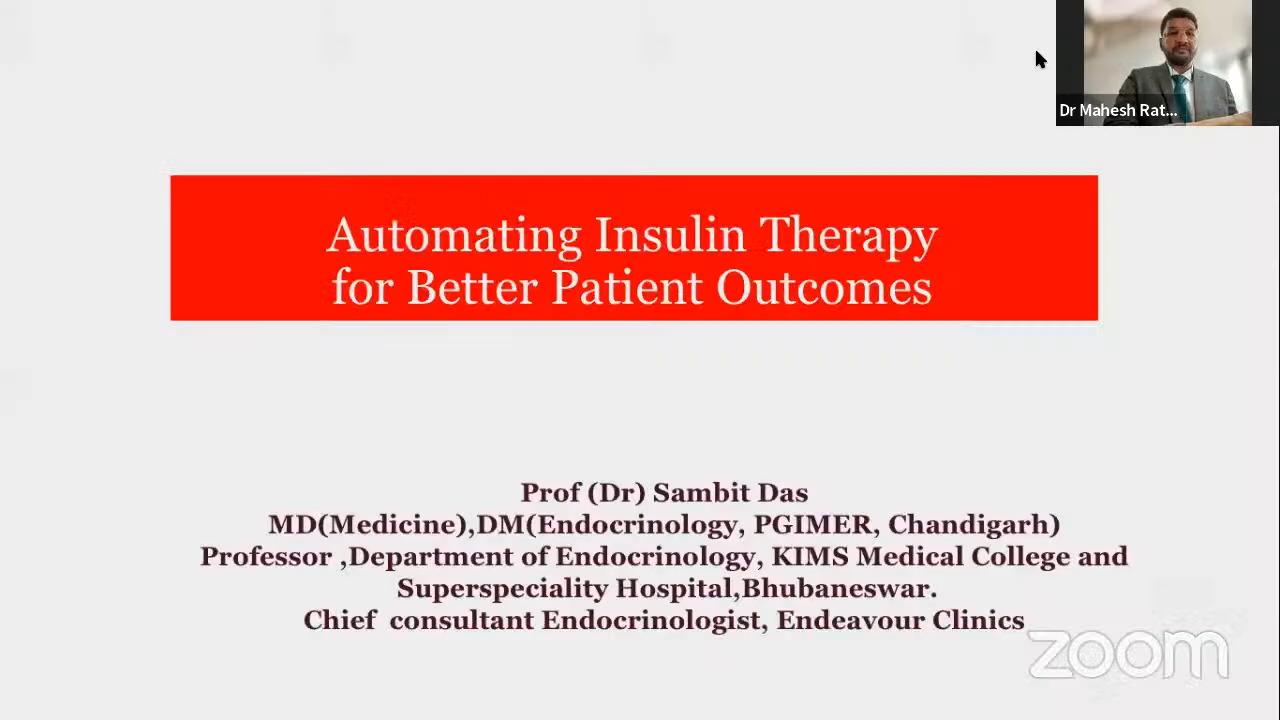 Dr Mahesh Rat...
Automating Insulin Therapy
for Better Patient Outcomes
Prof (Dr) Sambit Das
MD(Medicine),DM(Endocrinology, PGIMER, Chandigarh)
Professor ,Department of Endocrinology, KIMS Medical College and
Superspeciality Hospital,Bhubaneswar.
Chief consultant Endocrinologist, Endeavour Clinics
zoom